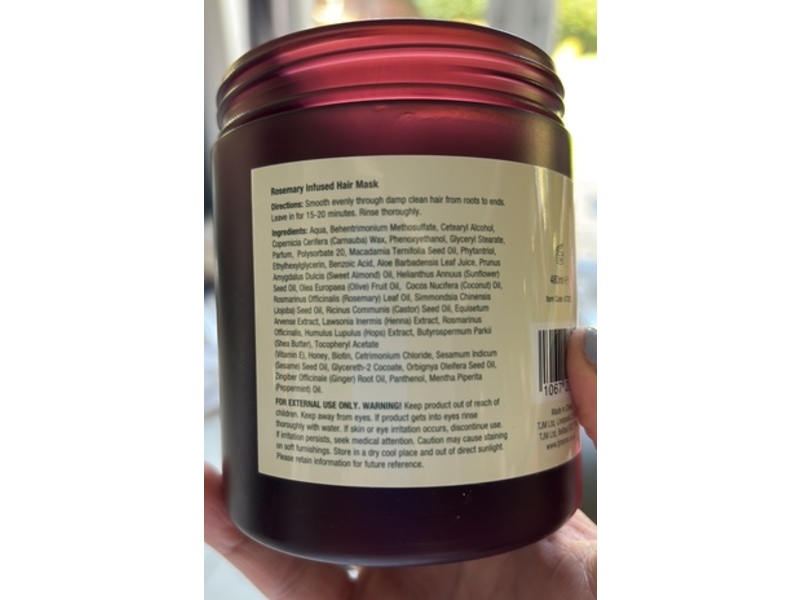 Rosemary Infused Hair Mask
Directions: Smooth evenly through damp clean hair from roots to ends.
Leave in for 15-20 minutes. Rinse thoroughly.
Ingredients: Aqua, Behentrimonium Methosulfate, Cetearyl Alcohol,
Copernicia Cerifera (Carnauba) Wax, Phenoxyethanol, Glyceryl Stearate,
Parfum, Polysorbate 20, Macadamia Ternifolia Seed Oil, Phytantriol,
Ethylhexylglycerin, Benzoic Acid, Aloe Barbadensis Leaf Juice, Prunus
Amygdalus Dulcis (Sweet Almond) Oil, Helianthus Annuus (Sunflower)
Seed Oil, Olea Europaea (Olive) Fruit Oil, Cocos Nucifera (Coconut) Oil,
Rosmarinus Officinalis (Rosemary) Leaf Oil, Simmondsia Chinensis
(Jojoba) Seed Oil, Ricinus Communis (Castor) Seed Oil, Equisetum
Arvense Extract, Lawsonia Inermis (Henna) Extract, Rosmarinus
Officinalis. Humulus Lupulus (Hops) Extract, Butyrospermum Parkii
(Shea Butter), Tocopheryl Acetate
(Vitamin E), Honey, Biotin, Cetrimonium Chloride, Sesamum Indicum
(Sesame) Seed Oil, Glycereth-2 Cocoate, Orbignya Oleifera Seed Oil,
Zingiber Officinale (Ginger) Root Oil, Panthenol, Mentha Piperita
(Peppermint) Oil.
FOR EXTERNAL USE ONLY. WARNING! Keep product out of reach of
children. Keep away from eyes. If product gets into eyes rinse
thoroughly with water. If skin or eye irritation occurs, discontinue use.
If irritation persists, seek medical attention. Caution may cause staining
on soft furnishings. Store in a dry cool place and out of direct sunlight.
Please retain information for future reference.
Made in
TJM Ltd,
TJM Ltd,